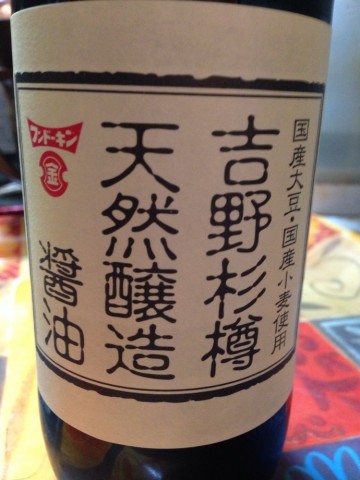 国産大豆・国産小麦使用
吉野杉樽
天然醸造
醤油
フンドーキン